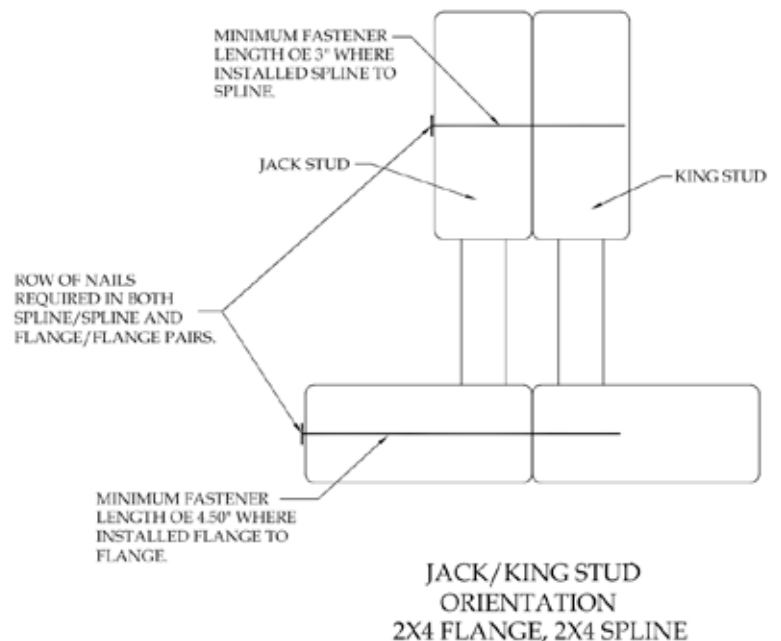 MINIMUM FASTENER
LENGTH OE 3" WHERE
INSTALLED SPLINE TO
SPLINE.
JACK STUD
KING STUD
ROW OF NAILS
REQUIRED IN BOTH
SPLINE/SPLINE AND
FLANGE/FLANGE PAIRS.
MINIMUM FASTENER
LENGTH OE 4.50" WHERE
INSTALLED FLANGE TO
FLANGE.
JACK/KING STUD
ORIENTATION
2X4 FLANGE, 2X4 SPLINE